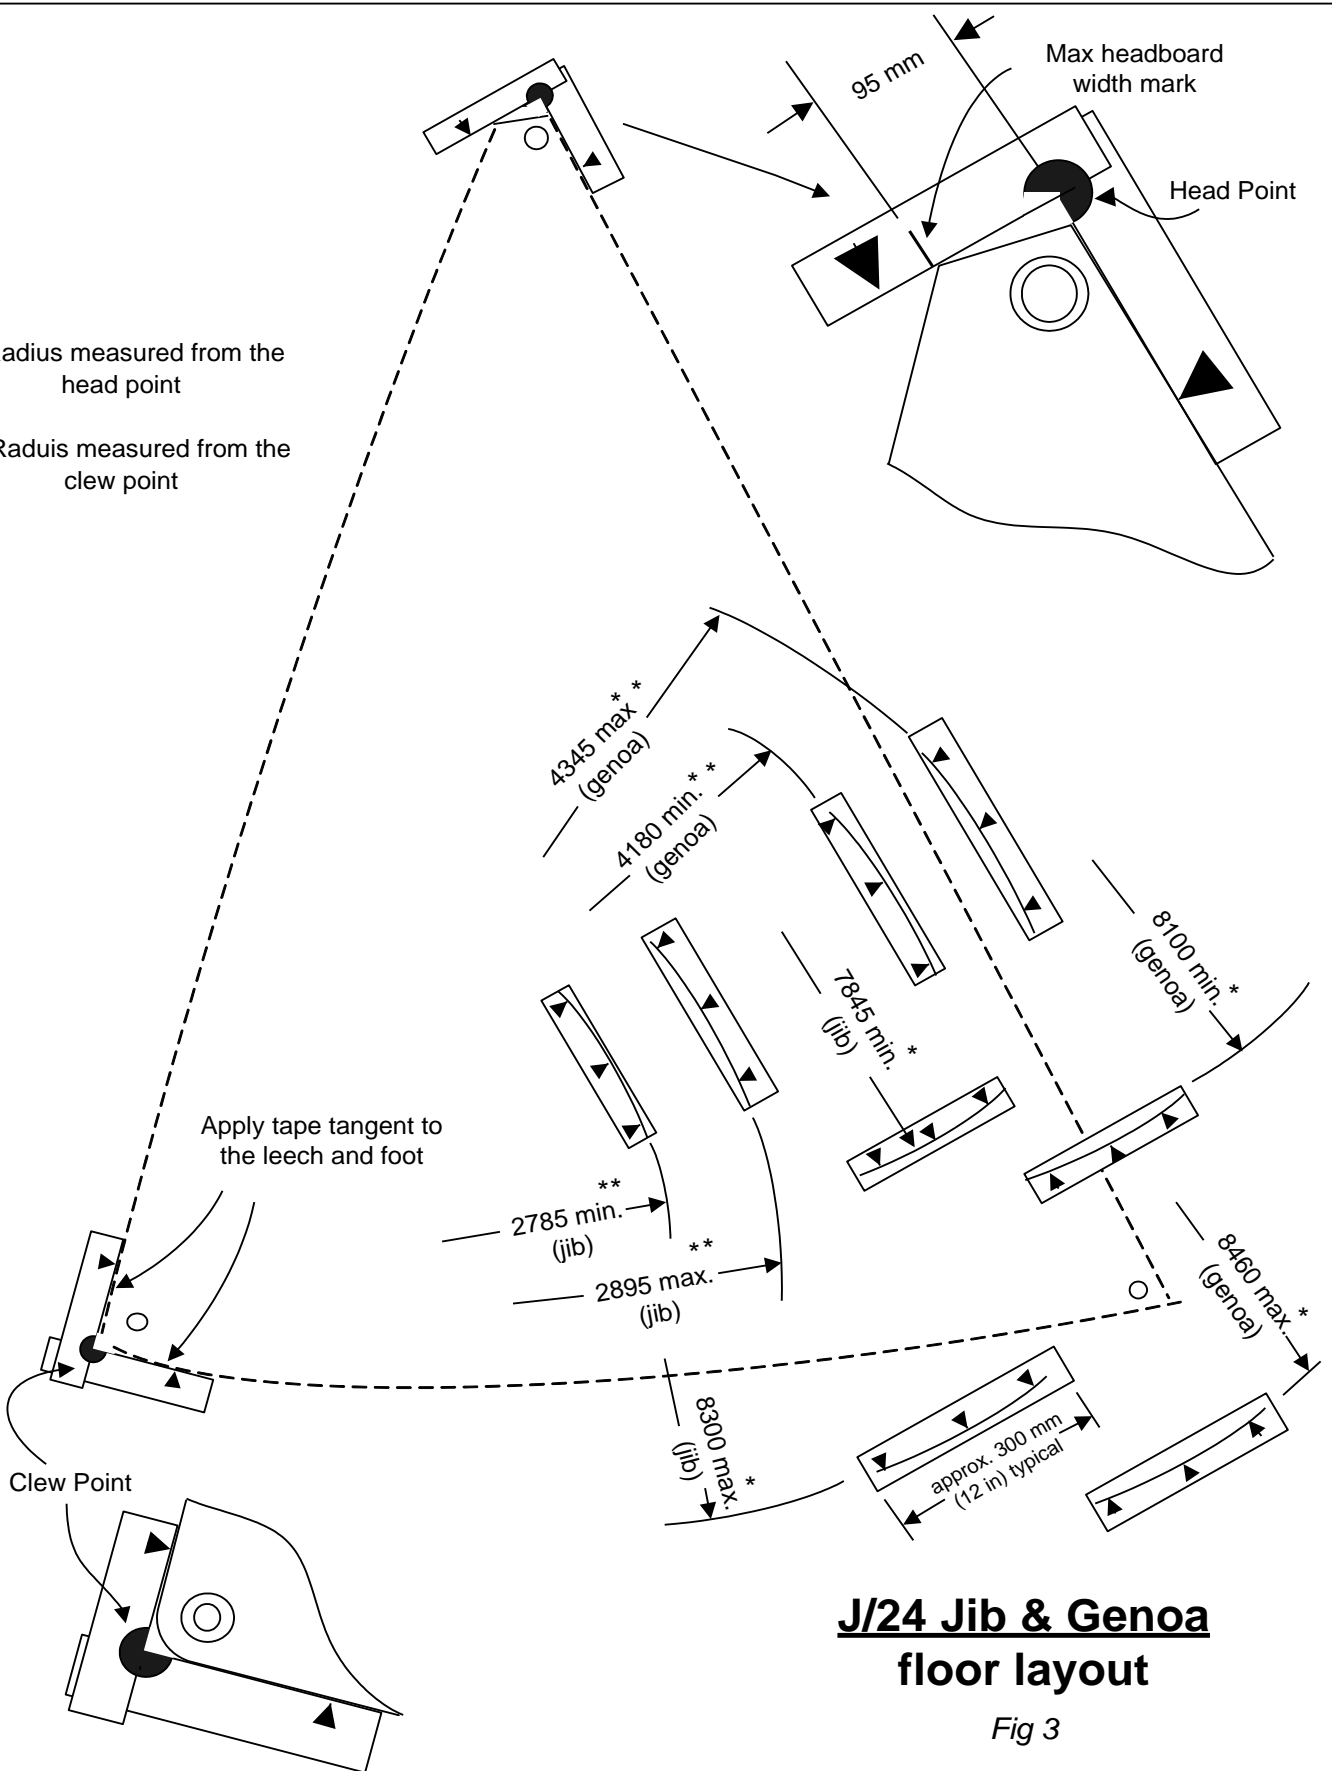 95 mm
Max headboard
width mark
Head Point
adius measured from the
head point
Raduis measured from the
clew point
4345 max**
(genoa)
4180 min.**
(genoa)
8100 min.*
(genoa)
7845 min.*
(jib)
Apply tape tangent to
the leech and foot
2785 min.**
(jib)
2895 max.**
(jib)
8460 max.*
(genoa)
8300 max.*
(jib)
approx. 300 mm
(12 in) typical
Clew Point
J/24 Jib & Genoa
floor layout
Fig 3